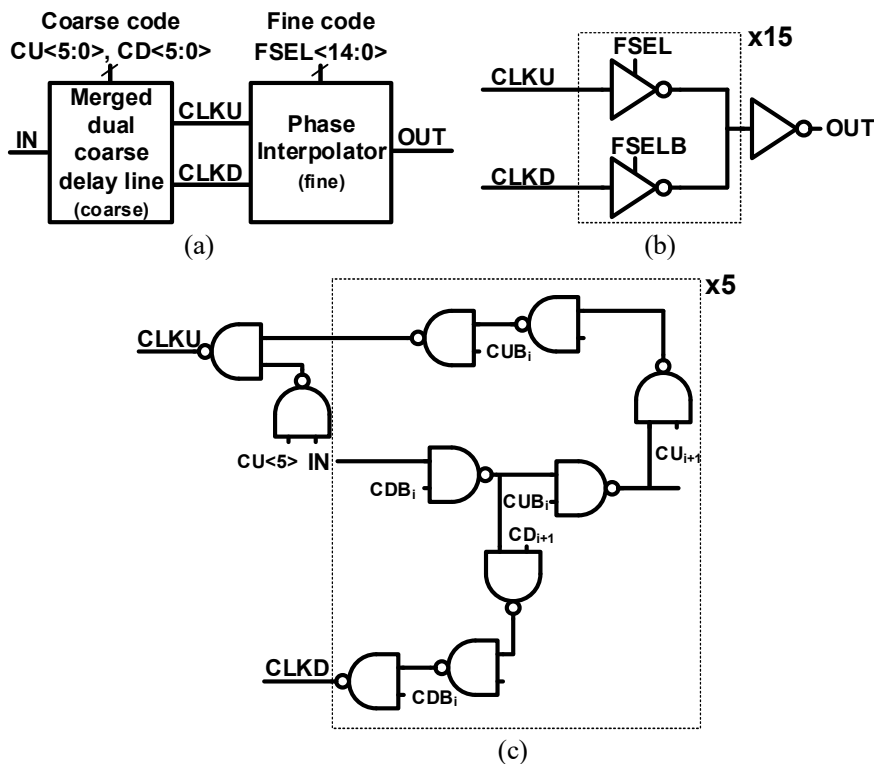 Coarse code
CU<5:0>, CD<5:0>
Fine code
FSEL<14:0>
IN
Merged
dual
coarse
delay line
(coarse)
CLKU
CLKD
Phase
Interpolator
(fine)
OUT
(a)
x15
FSEL
CLKU
FSELB
CLKD
OUT
(b)
x5
CLKU
CUBi
CU<5>
IN
CUi+1
CDBi
CUBi
CDi+1
CLKD
CDBi
(c)